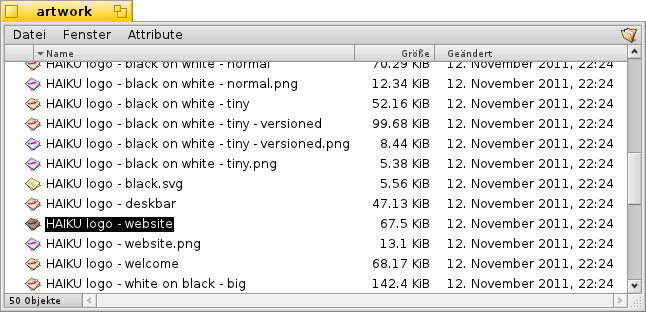 artwork
Datei Fenster Attribute
Name Größe Geändert
HAIKU logo - black on white - normal 70.29 KiB 12. November 2011, 22:24
HAIKU logo - black on white - normal.png 12.34 KiB 12. November 2011, 22:24
HAIKU logo - black on white - tiny 52.16 KiB 12. November 2011, 22:24
HAIKU logo - black on white - tiny - versioned 99.68 KiB 12. November 2011, 22:24
HAIKU logo - black on white - tiny - versioned.png 8.44 KiB 12. November 2011, 22:24
HAIKU logo - black on white - tiny.png 5.38 KiB 12. November 2011, 22:24
HAIKU logo - black.svg 5.56 KiB 12. November 2011, 22:24
HAIKU logo - deskbar 47.13 KiB 12. November 2011, 22:24
HAIKU logo - website 67.5 KiB 12. November 2011, 22:24
HAIKU logo - website.png 13.1 KiB 12. November 2011, 22:24
HAIKU logo - welcome 68.17 KiB 12. November 2011, 22:24
HAIKU logo - white on black - big 142.4 KiB 12. November 2011, 22:24
50 Objekte